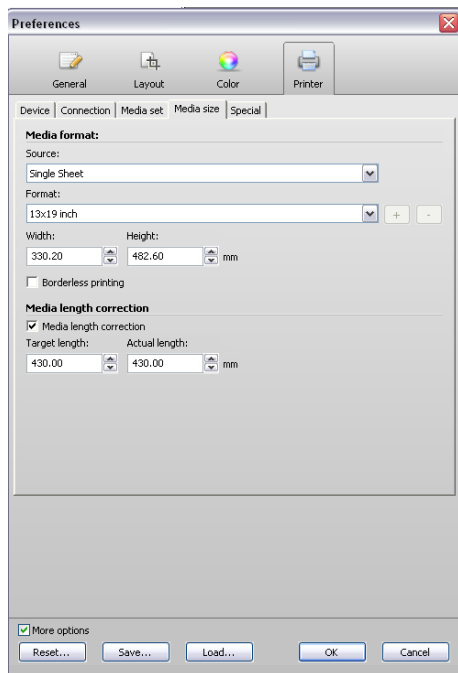 Preferences
General Layout Color Printer
Device Connection Media set Media size Special
Media format:
Source:
Single Sheet
Format:
13x19 inch + -
Width: Height:
330.20 482.60 mm
Borderless printing
Media length correction
Media length correction
Target length: Actual length:
430.00 430.00 mm
More options
Reset... Save... Load... OK Cancel